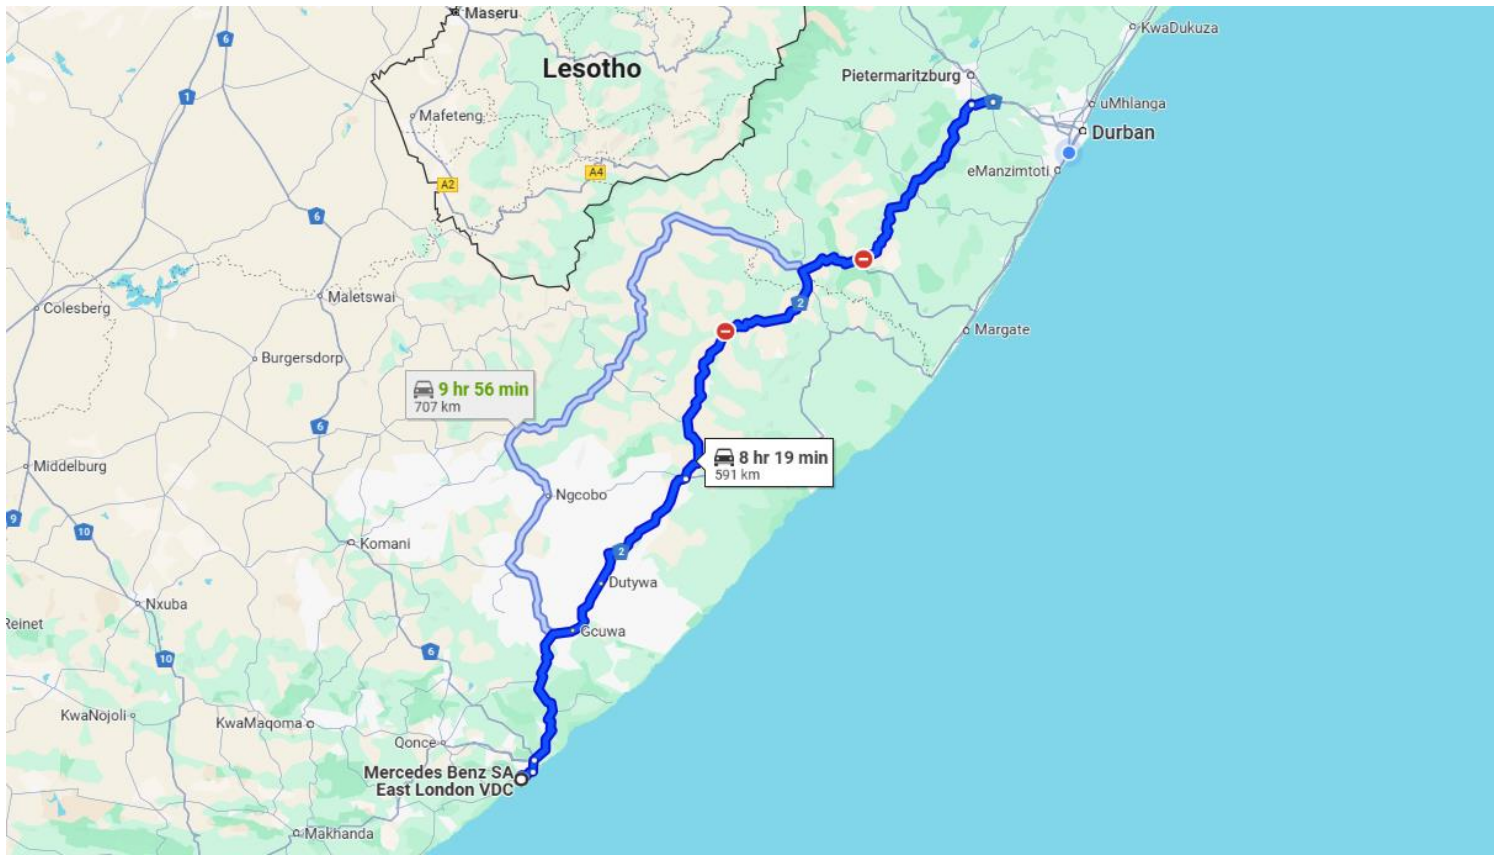 Maseru
KwaDukuza
6
Lesotho
Pietermaritzburg
1
uMhlanga
Mafeteng
Durban
A4
eManzimtoti
A2
6
Maletswai
2
Colesberg
Margate
Burgersdorp
9 hr 56 min
707 km
6
8 hr 19 min
591 km
Middelburg
Ngcobo
9
10
Komani
2
Dutywa
Nxuba
Reinet
Gcuwa
6
10
KwaNojoli
KwaMaqoma
Qonce
Mercedes Benz SA
East London VDC
Makhanda